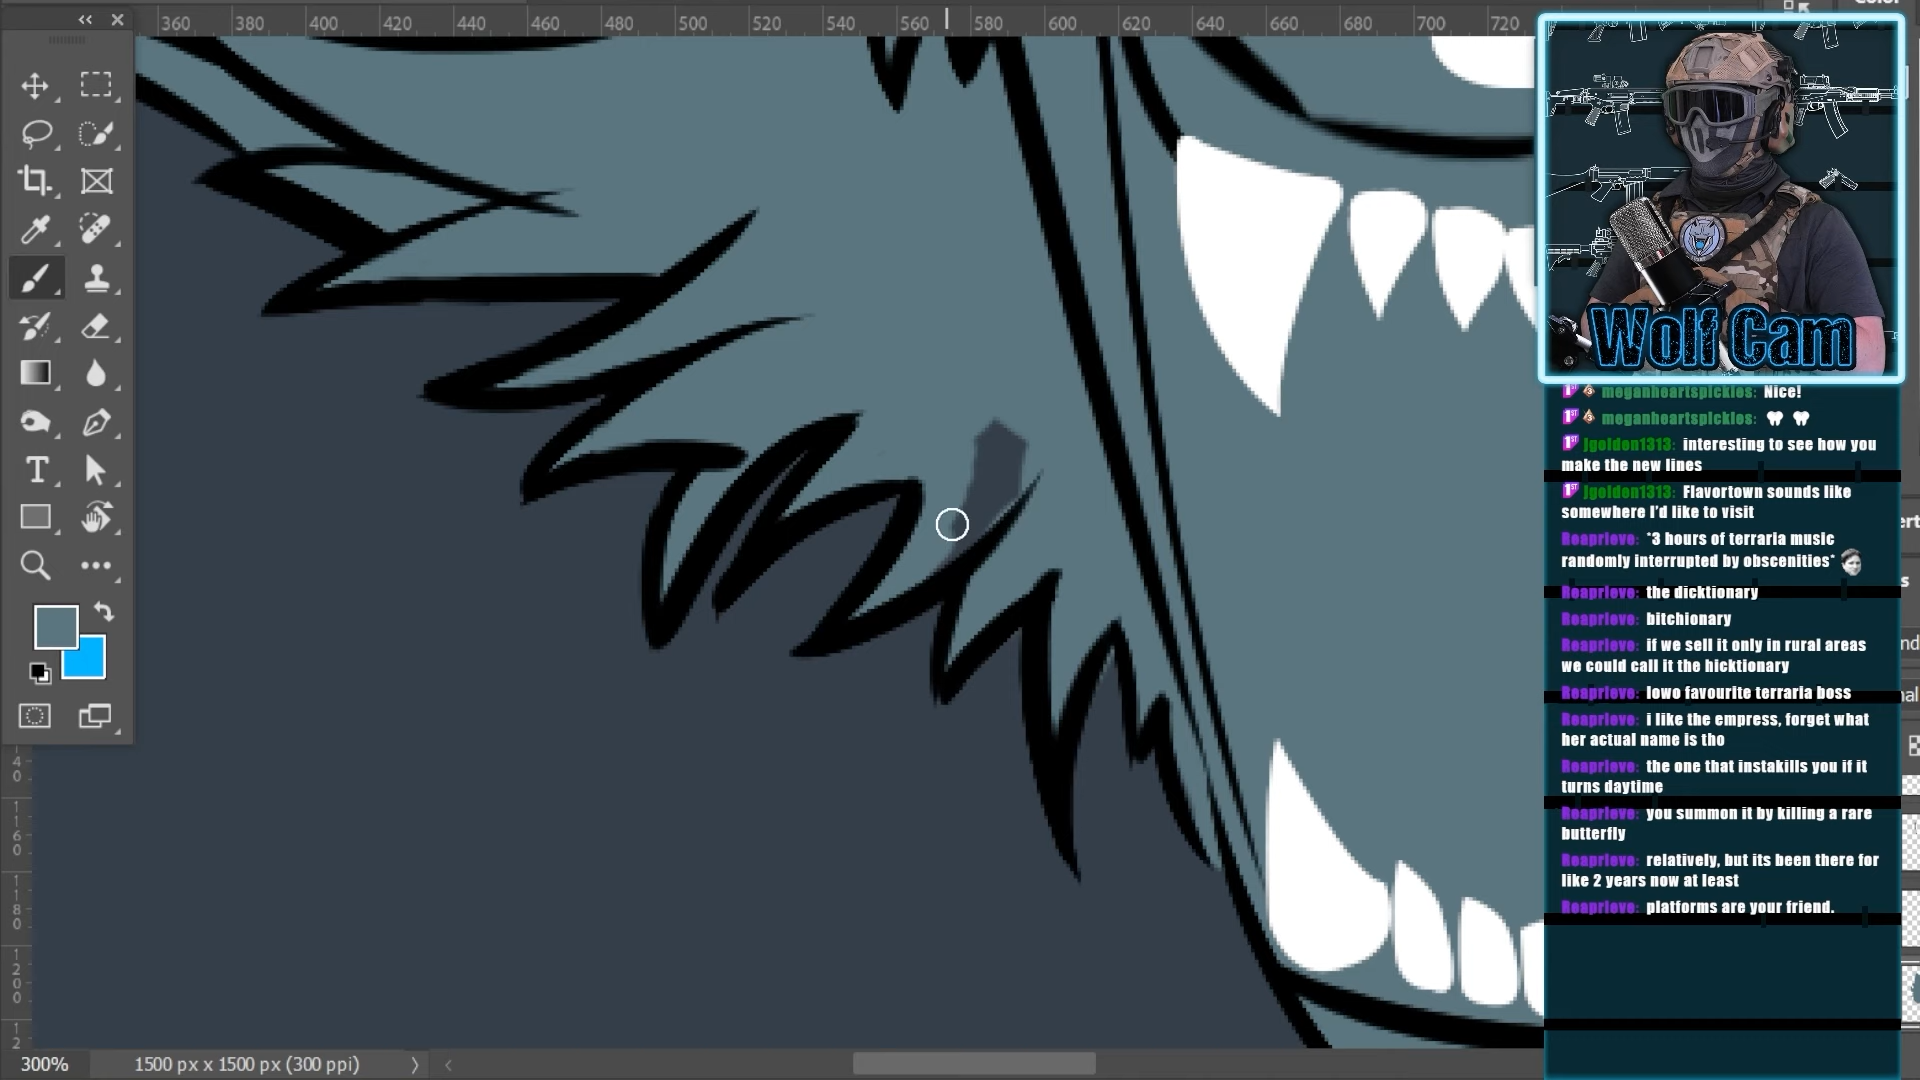 360 380 400 420 440 460 480 500 520 540 560 580 600 620 640 660 680 700 720
Color
Wolf Cam
meganheartspickles: Nice!
meganheartspickles:
jgolden1313: interesting to see how you
make the new lines
Jgolden1313: Flavortown sounds like
somewhere I'd like to visit
Reaprieve: *3 hours of terraria music
randomly interrupted by obscenities*
Reaprieve: the dicktionary
Reaprieve: bitchionary
Reaprieve: if we sell it only in rural areas
we could call it the hicktionary
Reaprieve: lowo favourite terraria boss
Reaprieve: i like the empress, forget what
her actual name is tho
Reaprieve: the one that instakills you if it
turns daytime
Reaprieve: you summon it by killing a rare
butterfly
Reaprieve: relatively, but its been there for
like 2 years now at least
Reaprieve: platforms are your friend.
1160
1180
1200
300% 1500 px x 1500 px (300 ppi)